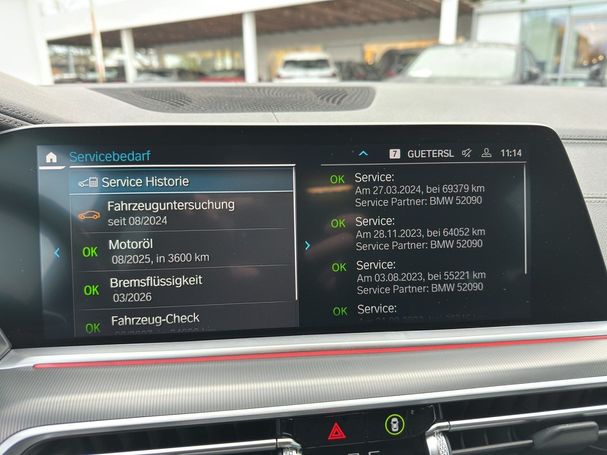 Servicebedarf
7 GUETERSL 11:14
Service Historie
Fahrzeuguntersuchung
seit 08/2024
OK Motoröl
08/2025, in 3600 km
OK Bremsflüssigkeit
03/2026
OK Fahrzeug-Check
OK Service:
Am 27.03.2024, bei 69379 km
Service Partner: BMW 52090
OK Service:
Am 28.11.2023, bei 64052 km
Service Partner: BMW 52090
OK Service:
Am 03.08.2023, bei 55221 km
Service Partner: BMW 52090
OK Service: